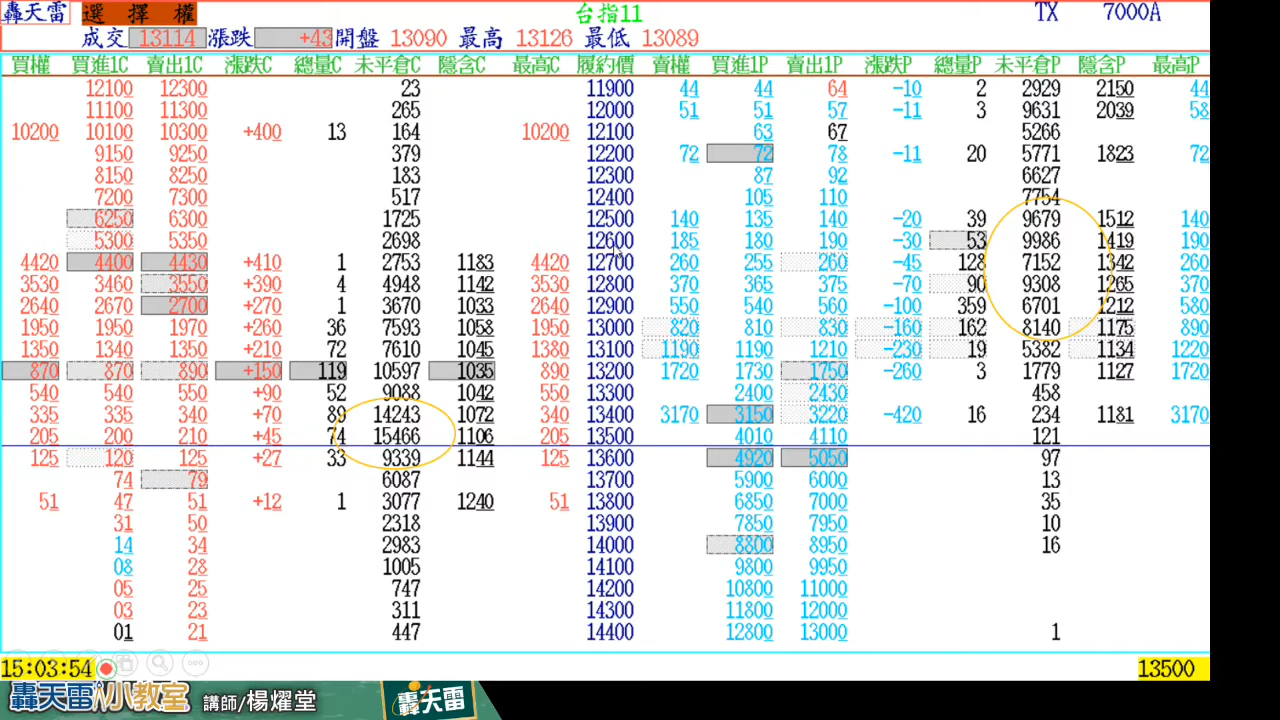 轟天雷 選擇權 台指11 TX 7000A
成交 13114 漲跌 +43 開盤 13090 最高 13126 最低 13089
買權 買進1C 賣出1C 漲跌C 總量C 未平倉C 隱含C 最高C 履約價 賣權 買進1P 賣出1P 漲跌P 總量P 未平倉P 隱含P 最高P
12100 12300 23 11900 44 44 64 -10 2 2929 2150 44
11100 11300 265 12000 51 51 57 -11 3 9631 2039 58
10200 10100 10300 +400 13 164 10200 12100 63 67 5266
9150 9250 379 12200 72 72 78 -11 20 5771 1823 72
8150 8250 183 12300 87 92 6627
7200 7300 517 12400 105 110 7754
6250 6300 1725 12500 140 135 140 -20 39 9679 1512 140
5300 5350 2698 12600 185 180 190 -30 53 9986 1419 190
4420 4400 4430 +410 1 2753 1183 4420 12700 260 255 260 -45 128 7152 1342 260
3530 3460 3550 +390 4 4948 1142 3530 12800 370 365 375 -70 90 9308 1265 370
2640 2670 2700 +270 1 3670 1033 2640 12900 550 540 560 -100 359 6701 1212 580
1950 1950 1970 +260 36 7593 1058 1950 13000 820 810 830 -160 162 8140 1175 890
1350 1340 1350 +210 72 7610 1045 1380 13100 1190 1190 1210 -230 19 5382 1134 1220
870 870 890 +150 119 10597 1035 890 13200 1720 1730 1750 -260 3 1779 1127 1720
540 540 550 +90 52 9088 1042 540 13300 2400 2430 458
335 335 340 +70 89 14243 1072 340 13400 3170 3150 3220 -420 16 234 1181 3170
205 200 210 +45 74 15466 1106 205 13500 4010 4110 121
125 120 125 +27 33 9339 1144 125 13600 4920 5050 97
74 79 6087 13700 5900 6000 13
51 47 51 +12 1 3077 1240 51 13800 6850 7000 35
31 50 2318 13900 7850 7950 10
14 34 2983 14000 8800 8950 16
08 28 1005 14100 9800 9950
05 25 747 14200 10800 11000
03 23 311 14300 11800 12000
01 21 447 14400 12800 13000 1
15:03:54 13500
轟天雷小教室 講師/楊燿堂 轟天雷